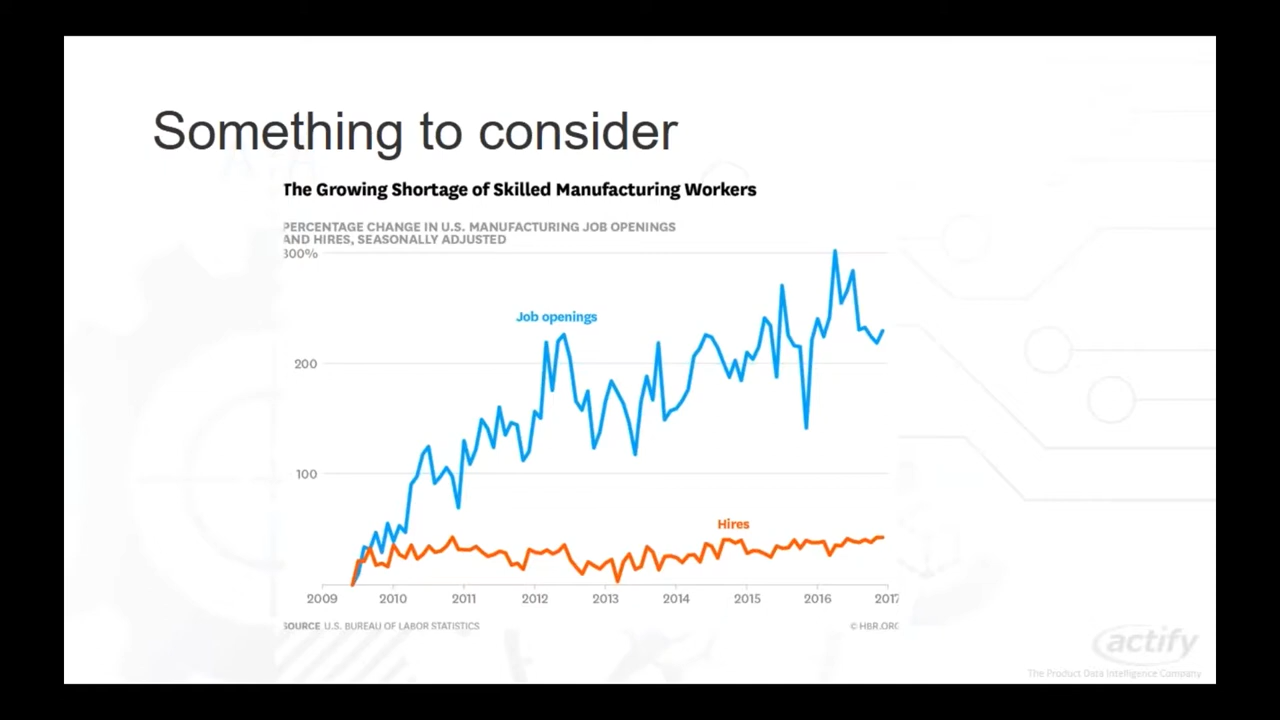 Something to consider
The Growing Shortage of Skilled Manufacturing Workers
PERCENTAGE CHANGE IN U.S. MANUFACTURING JOB OPENINGS
AND HIRES, SEASONALLY ADJUSTED
300%
Job openings
200
100
Hires
2009 2010 2011 2012 2013 2014 2015 2016 2017
SOURCE U.S. BUREAU OF LABOR STATISTICS
© HBR.ORG
actify
The Product Data Intelligence Company